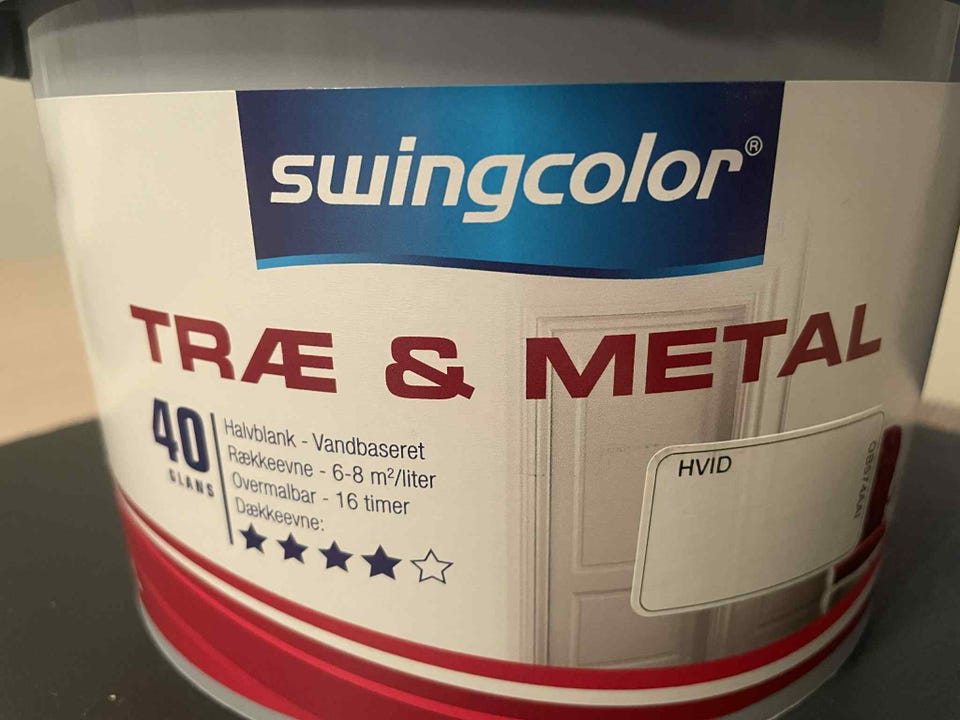 swingcolor®
TRÆ & METAL
40
GLANS
Halvblank - Vandbaseret
Rækkeevne - 6-8 m²/liter
Overmalbar - 16 timer
Dækkeevne:
HVID